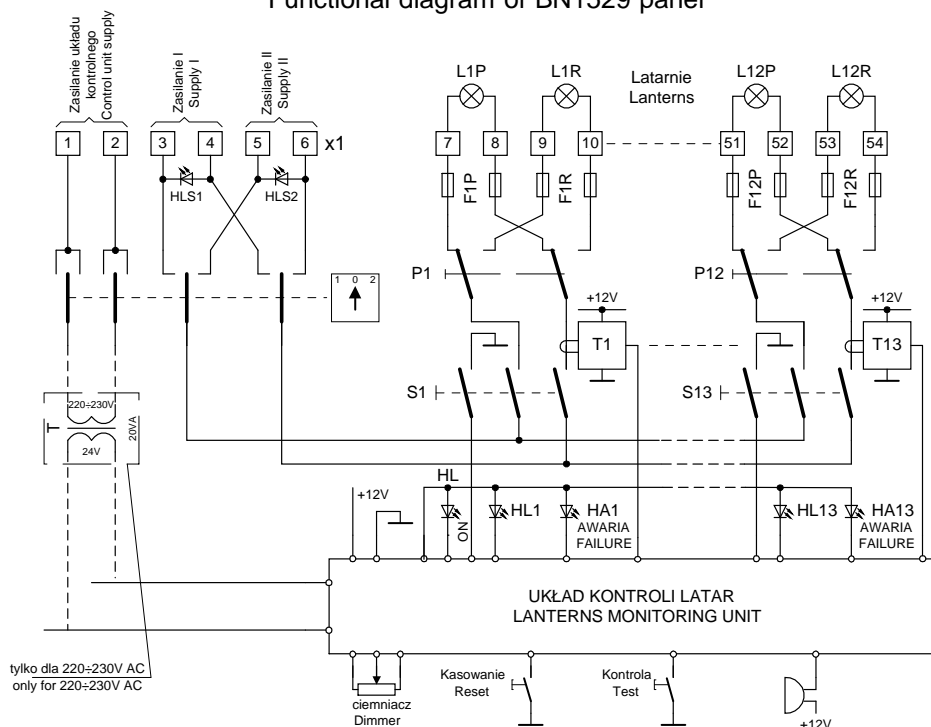 Functional diagram of BN1529 panel
Zasilanie układu
kontrolnego
Control unit supply
Zasilanie I
Supply I
Zasilanie II
Supply II
1 2 3 4 5 6 x1
HLS1 HLS2
L1P L1R
Latarnie
Lanterns
L12P L12R
7 8 9 10 51 52 53 54
F1P F1R F12P F12R
P1 P12
1 0 2
+12V +12V
T1 T13
S1 S13
220÷230V
T
24V
20VA
+12V
HL
ON
HL1
HA1
AWARIA
FAILURE
HL13
HA13
AWARIA
FAILURE
UKŁAD KONTROLI LATAR
LANTERNS MONITORING UNIT
tylko dla 220÷230V AC
only for 220÷230V AC
ciemniacz
Dimmer
Kasowanie
Reset
Kontrola
Test
+12V